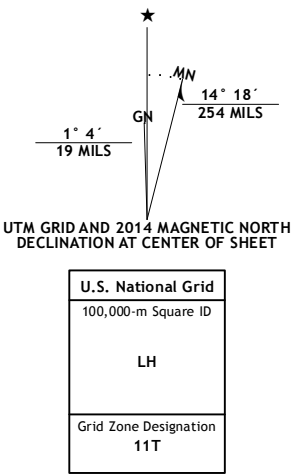 ★
MN
GN
14° 18´
254 MILS
1° 4´
19 MILS
UTM GRID AND 2014 MAGNETIC NORTH
DECLINATION AT CENTER OF SHEET
U.S. National Grid
100,000-m Square ID
LH
Grid Zone Designation
11T